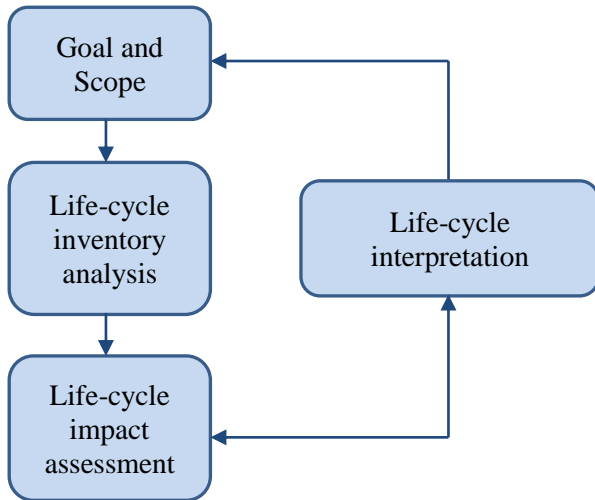 Goal and
Scope
Life-cycle
inventory
analysis
Life-cycle
interpretation
Life-cycle
impact
assessment